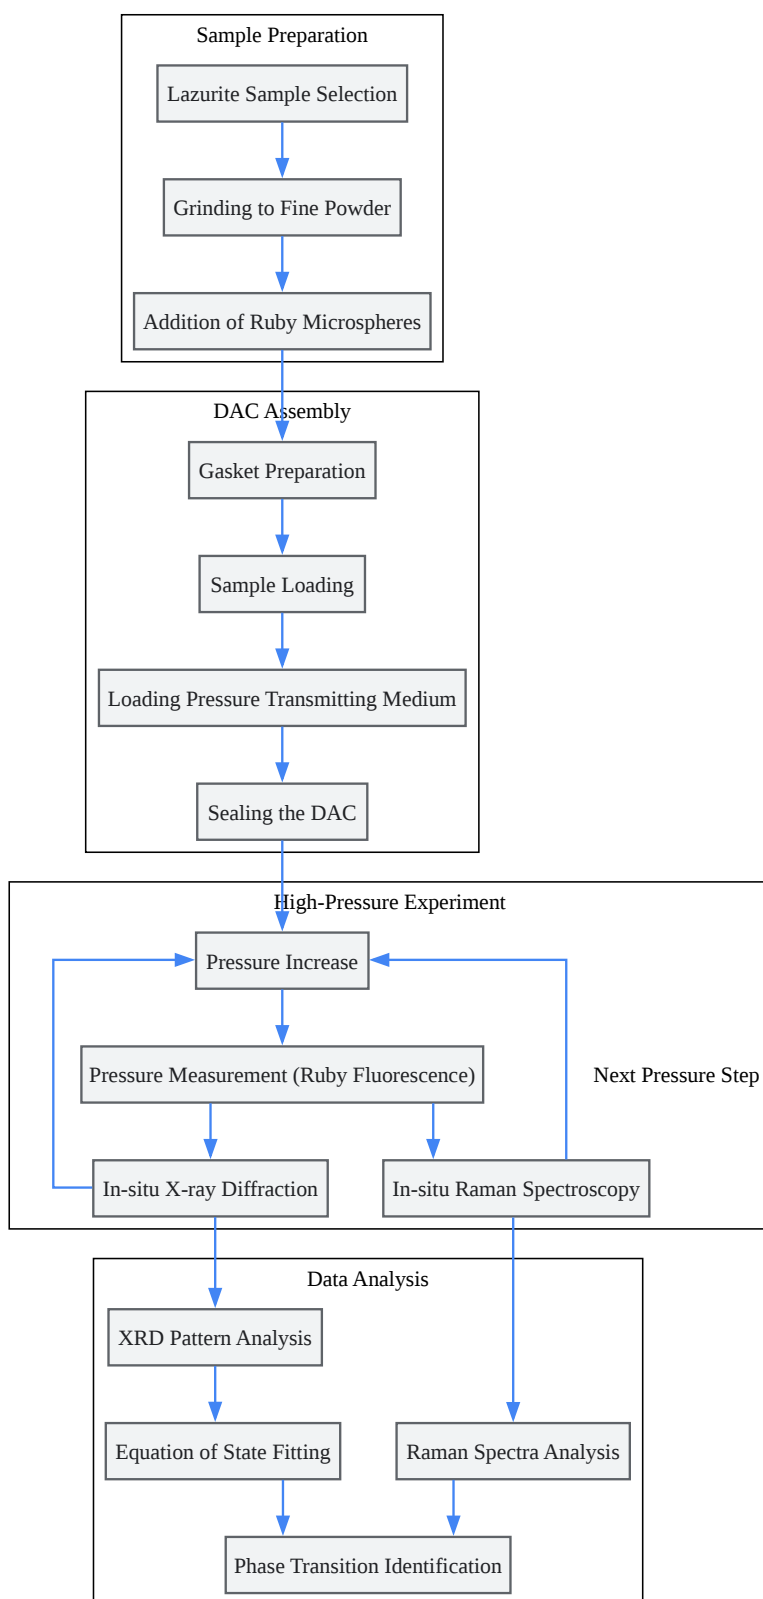 Sample Preparation
Lazurite Sample Selection
Grinding to Fine Powder
Addition of Ruby Microspheres
DAC Assembly
Gasket Preparation
Sample Loading
Loading Pressure Transmitting Medium
Sealing the DAC
High-Pressure Experiment
Pressure Increase
Pressure Measurement (Ruby Fluorescence)
Next Pressure Step
In-situ X-ray Diffraction
In-situ Raman Spectroscopy
Data Analysis
XRD Pattern Analysis
Equation of State Fitting
Raman Spectra Analysis
Phase Transition Identification